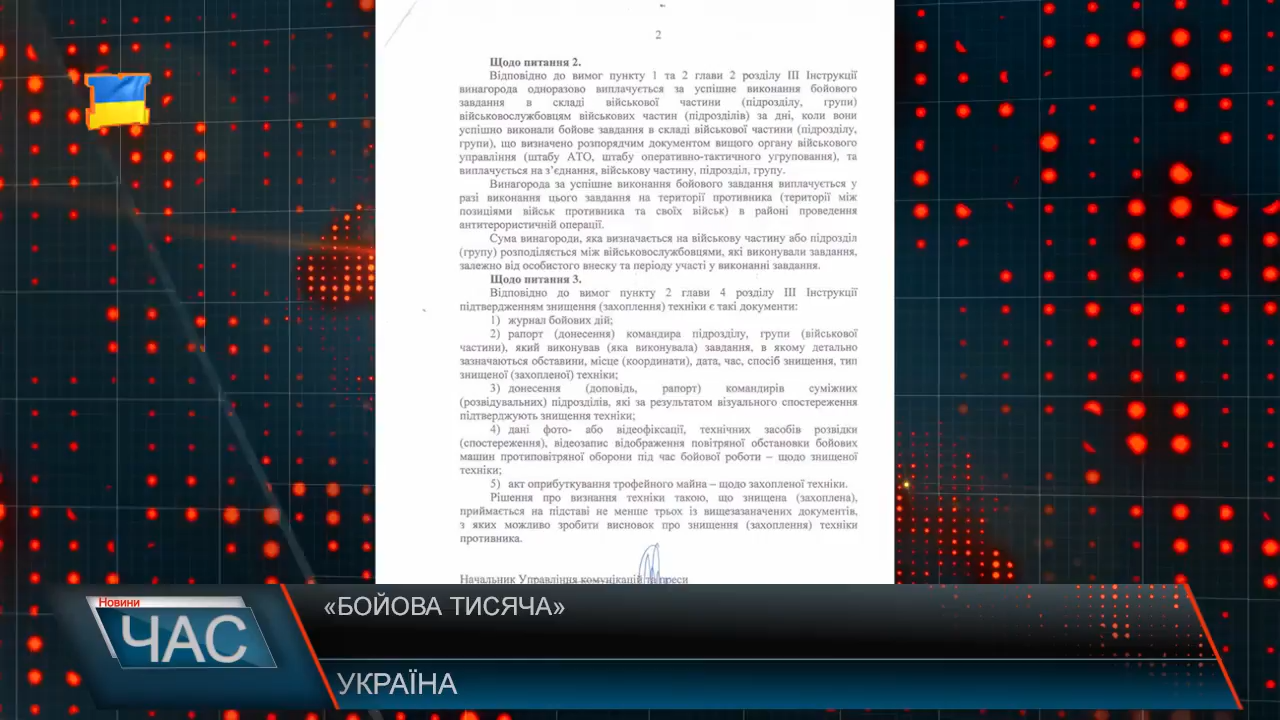 2
Щодо питання 2.
Відповідно до вимог пункту 1 та 2 глави 2 розділу III Інструкції
винагорода одноразово виплачується за успішне виконання бойового
завдання в складі військової частини (підрозділу, групи)
військовослужбовцям військових частин (підрозділів) за дні, коли вони
успішно виконали бойове завдання в складі військової частини (підрозділу,
групи), що визначено розпорядчим документом вищого органу військового
управління (штабу АТО, штабу оперативно-тактичного угруповання), та
виплачується на з’єднання, військову частину, підрозділ, групу.
Винагорода за успішне виконання бойового завдання виплачується у
разі виконання цього завдання на території противника (території між
позиціями військ противника та своїх військ) в районі проведення
антитерористичній операції.
Сума винагороди, яка визначається на військову частину або підрозділ
(групу) розподіляється між військовослужбовцями, які виконували завдання,
залежно від особистого внеску та періоду участі у виконанні завдання.
Щодо питання 3.
Відповідно до вимог пункту 2 глави 4 розділу III Інструкції
підтвердженням знищення (захоплення) техніки є такі документи:
1) журнал бойових дій;
2) рапорт (донесення) командира підрозділу, групи (військової
частини), який виконував (яка виконувала) завдання, в якому детально
зазначаються обставини, місце (координати), дата, час, спосіб знищення, тип
знищеної (захопленої) техніки;
3) донесення (доповідь, рапорт) командирів суміжних
(розвідувальних) підрозділів, які за результатом візуального спостереження
підтверджують знищення техніки;
4) дані фото- або відеофіксації, технічних засобів розвідки
(спостереження), відеозапис відображення повітряної обстановки бойових
машин протиповітряної оборони під час бойової роботи – щодо знищеної
техніки;
5) акт оприбуткування трофейного майна – щодо захопленої техніки.
Рішення про визнання техніки такою, що знищена (захоплена),
приймається на підставі не менше трьох із вищезазначених документів,
з яких можливо зробити висновок про знищення (захоплення) техніки
противника.
Начальник Управління комунікацій та преси
Новини
ЧАС
«БОЙОВА ТИСЯЧА»
УКРАЇНА